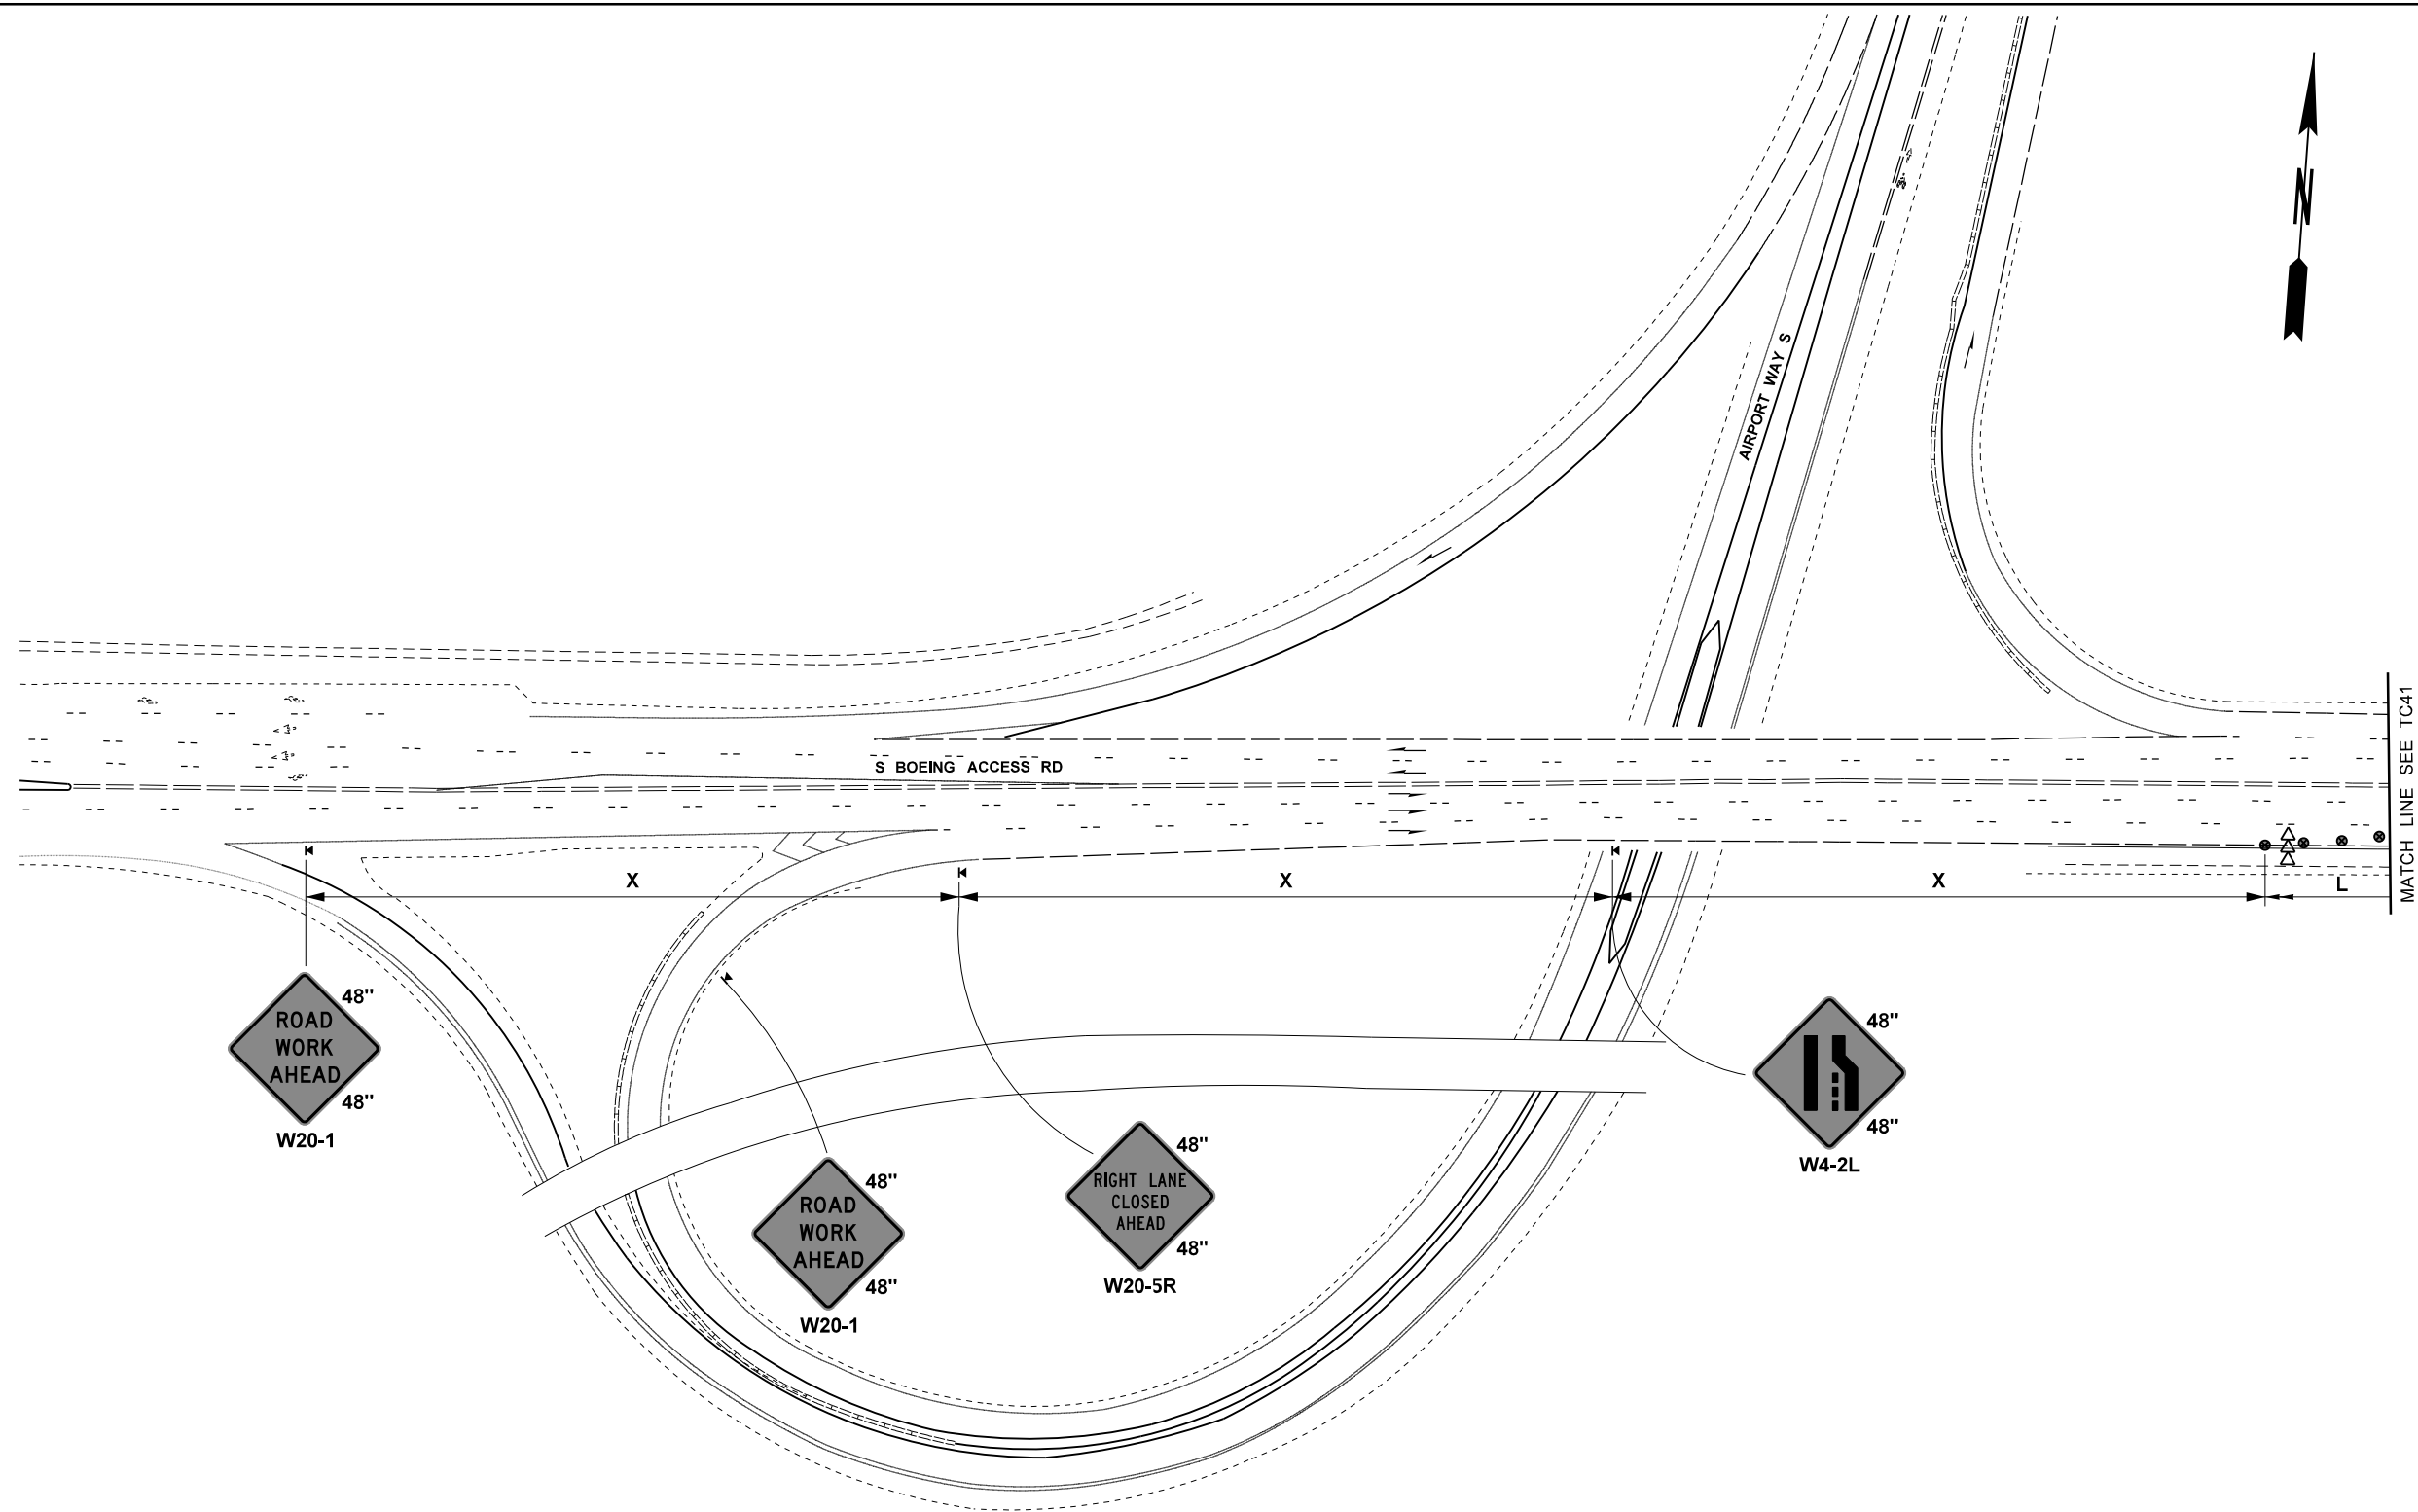 N
AIRPORT WAY S
MATCH LINE SEE TC41
S BOEING ACCESS RD
X
X
X
L
ROAD
WORK
AHEAD
48"
48"
W20-1
ROAD
WORK
AHEAD
48"
48"
W20-1
RIGHT LANE
CLOSED
AHEAD
48"
48"
W20-5R
48"
48"
W4-2L